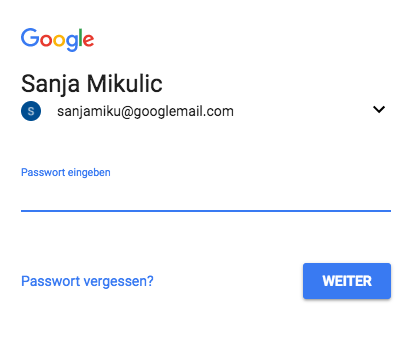 Google
Sanja Mikulic
S sanjamiku@googlemail.com
Passwort eingeben
Passwort vergessen? WEITER